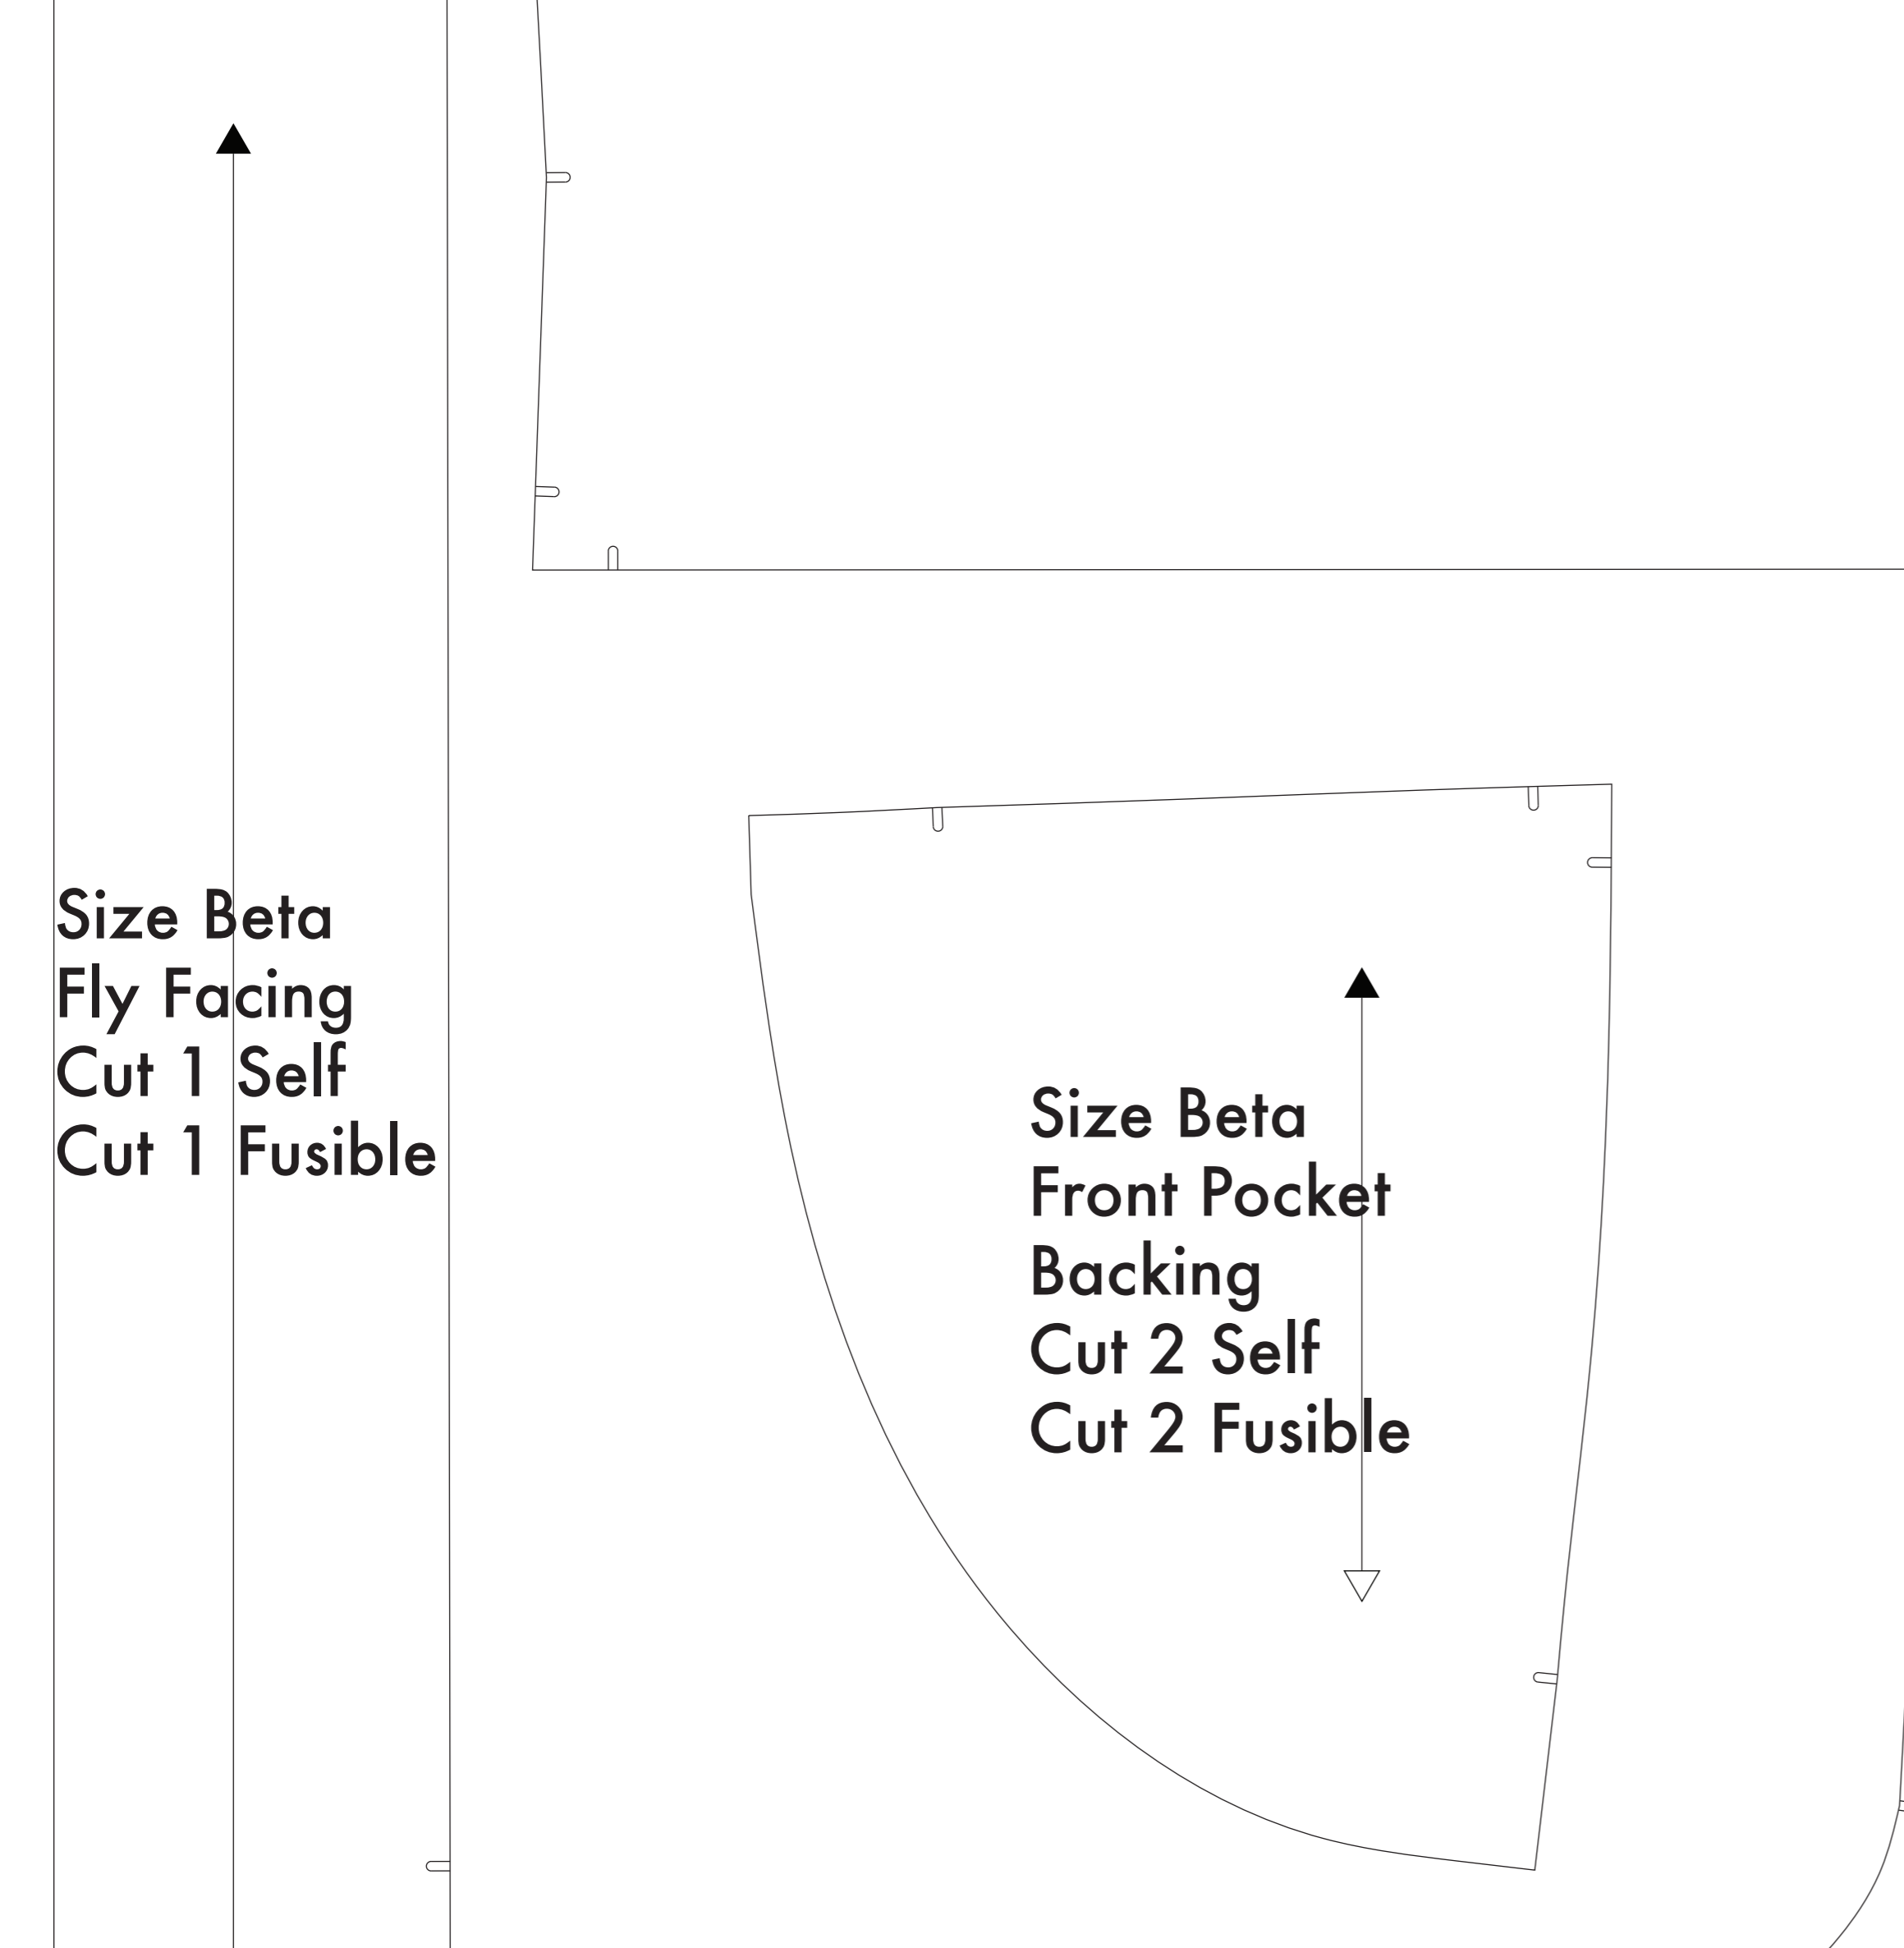 Size Beta
Fly Facing
Cut 1 Self
Cut 1 Fusible
Size Beta
Front Pocket
Backing
Cut 2 Self
Cut 2 Fusible